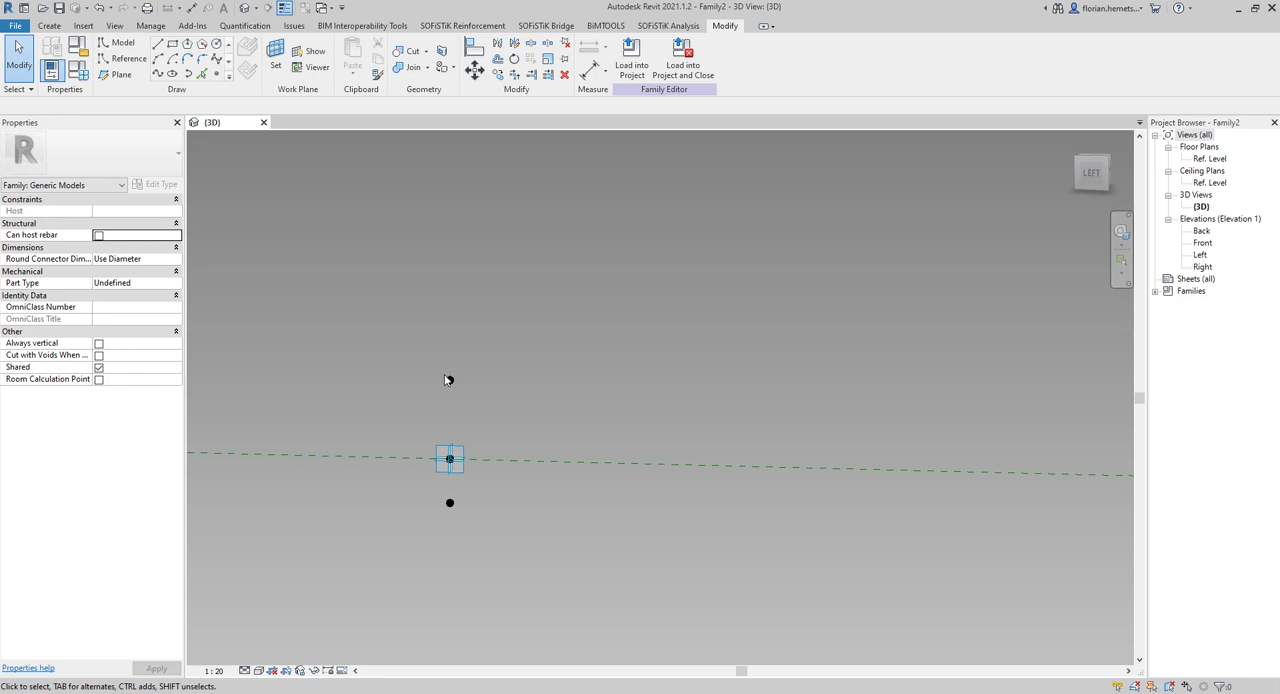 Autodesk Revit 2021.1.2 - Family2 - 3D View: {3D}
florian.hemets...
File Create Insert View Manage Add-Ins Quantification Issues BIM Interoperability Tools SOFiSTiK Reinforcement SOFiSTiK Bridge BiMTOOLS SOFiSTiK Analysis Modify
Modify
Model
Reference
Plane
Set
Show
Viewer
Paste
Cut
Join
Load into
Project
Load into
Project and Close
Select Properties Draw Work Plane Clipboard Geometry Modify Measure Family Editor
Properties
{3D}
Project Browser - Family2
Family: Generic Models Edit Type
Constraints
Host
Structural
Can host rebar
Dimensions
Round Connector Dim... Use Diameter
Mechanical
Part Type Undefined
Identity Data
OmniClass Number
OmniClass Title
Other
Always vertical
Cut with Voids When ...
Shared
Room Calculation Point
Properties help Apply
LEFT
Views (all)
Floor Plans
Ref. Level
Ceiling Plans
Ref. Level
3D Views
{3D}
Elevations (Elevation 1)
Back
Front
Left
Right
Sheets (all)
Families
1 : 20
Click to select, TAB for alternates, CTRL adds, SHIFT unselects.
:0